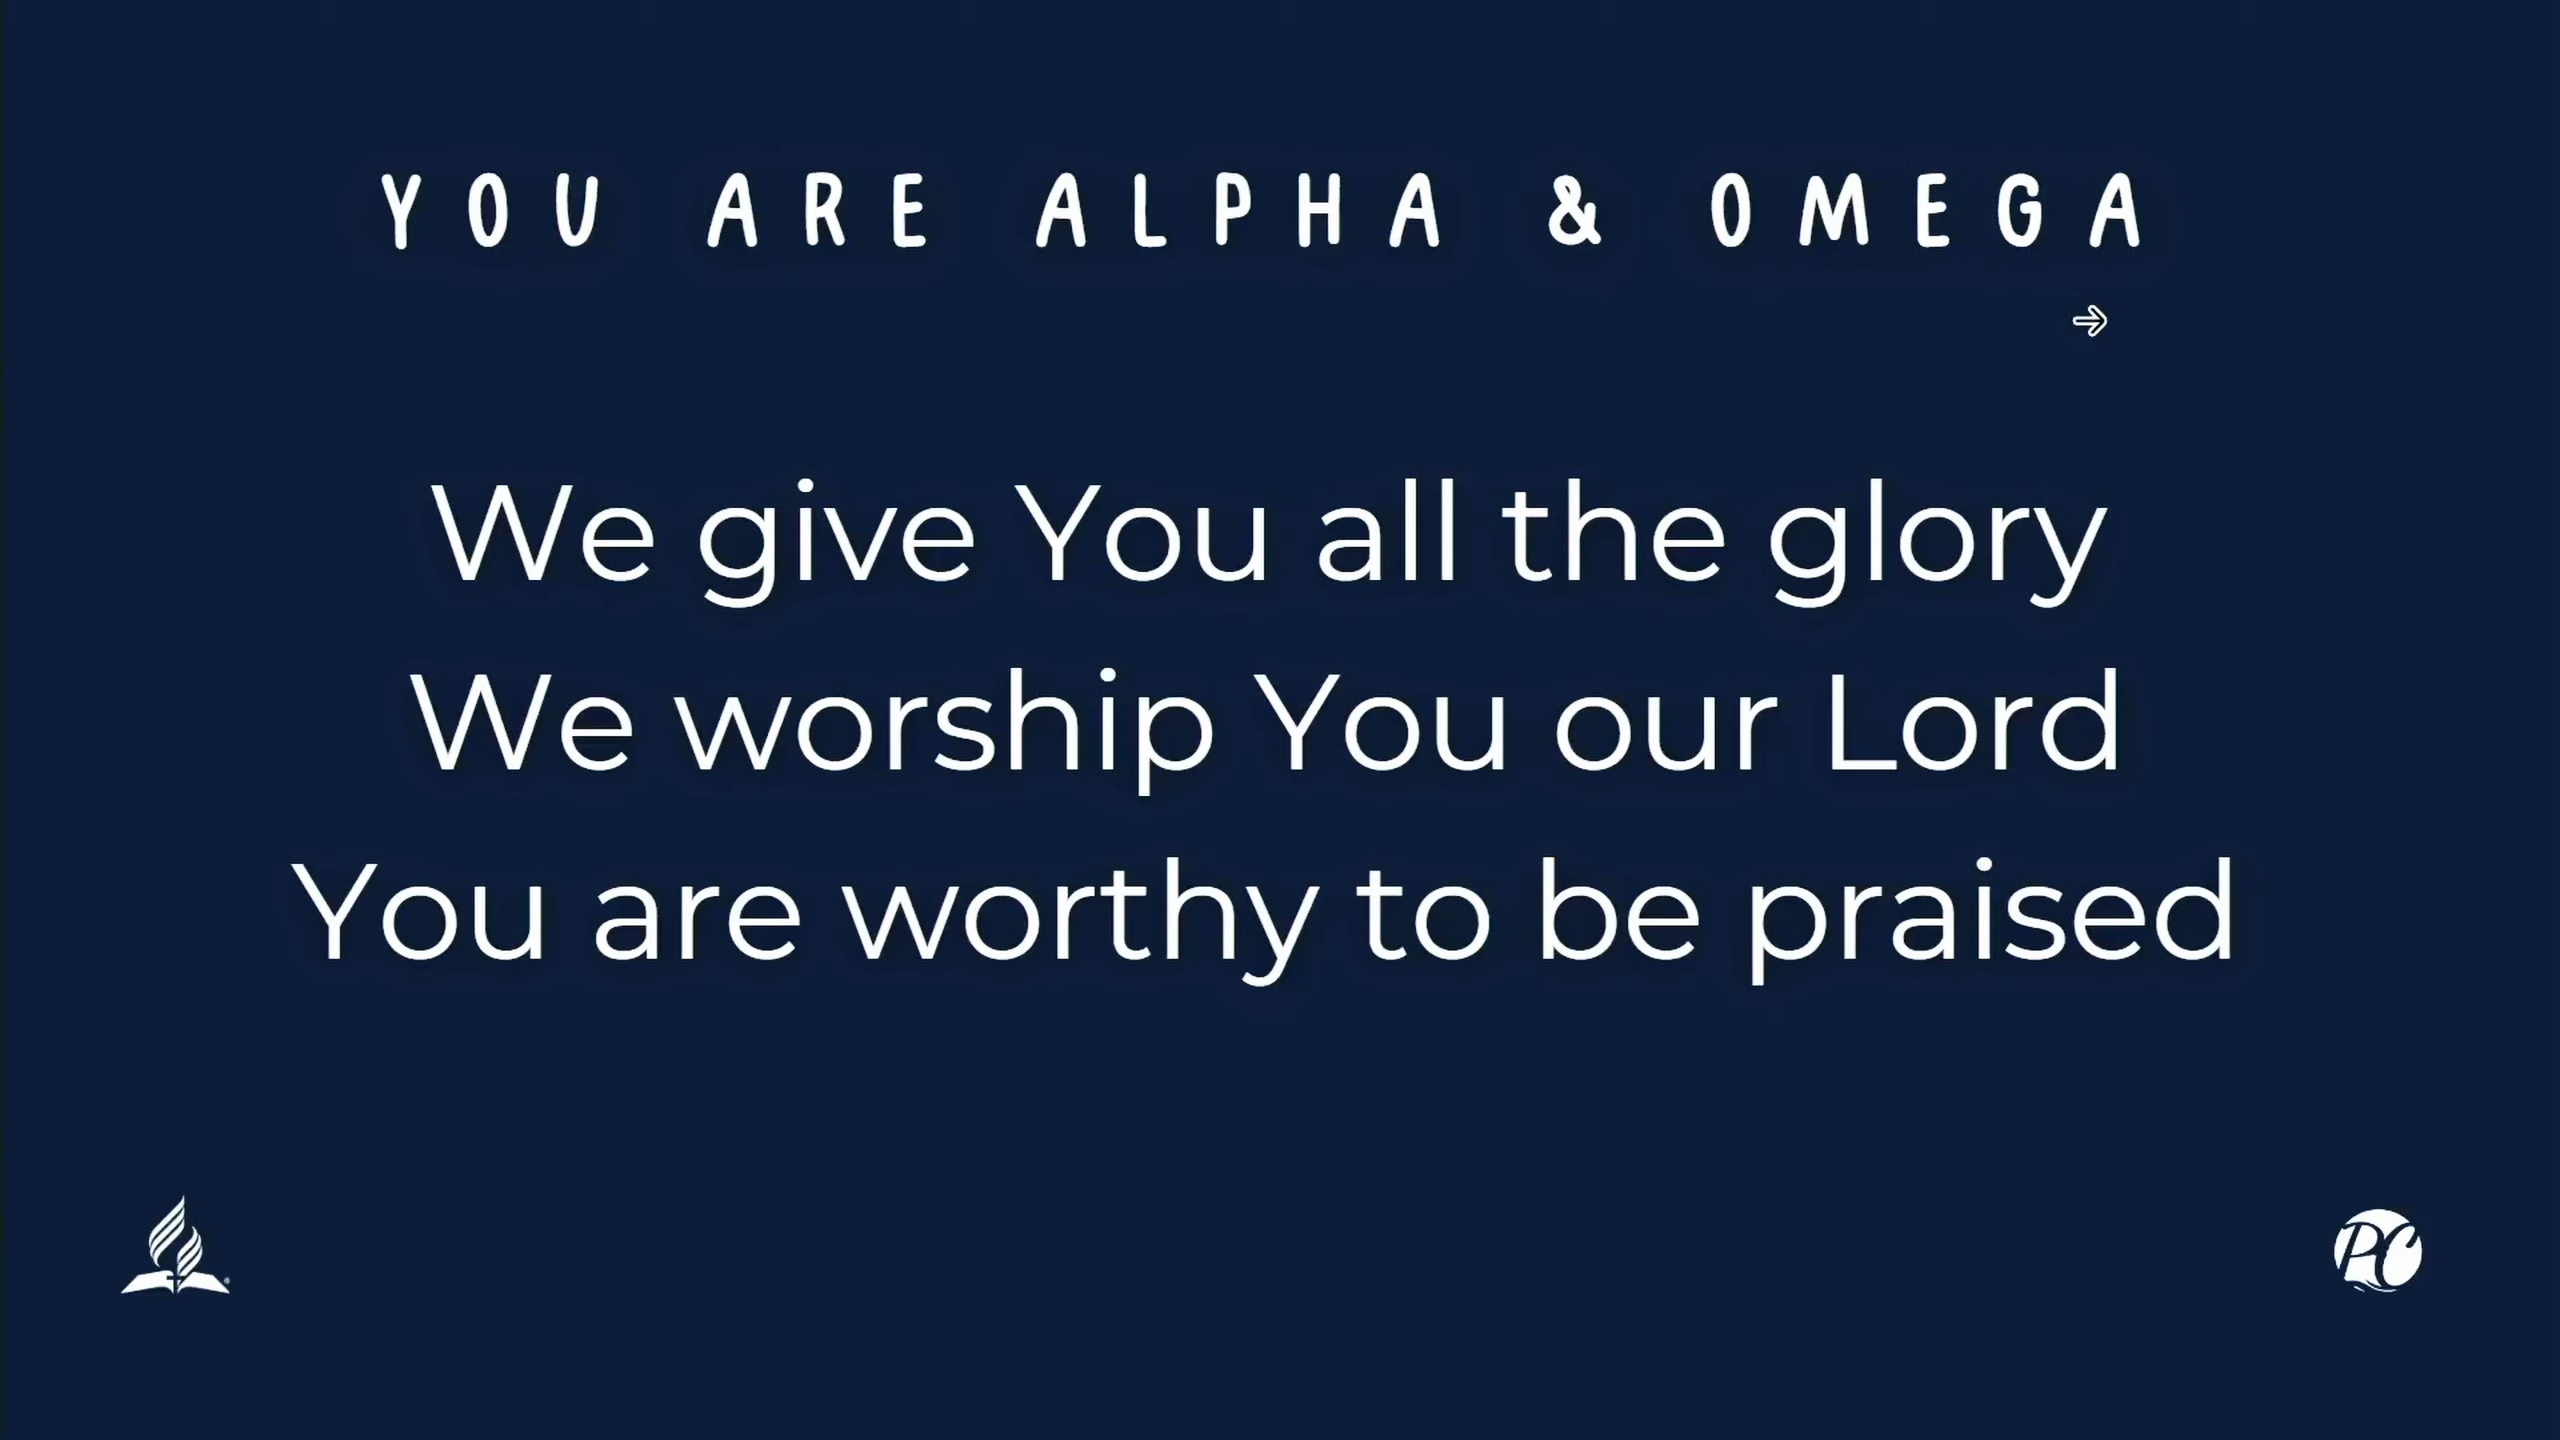 YOU ARE ALPHA & OMEGA
We give You all the glory
We worship You our Lord
You are worthy to be praised
PC